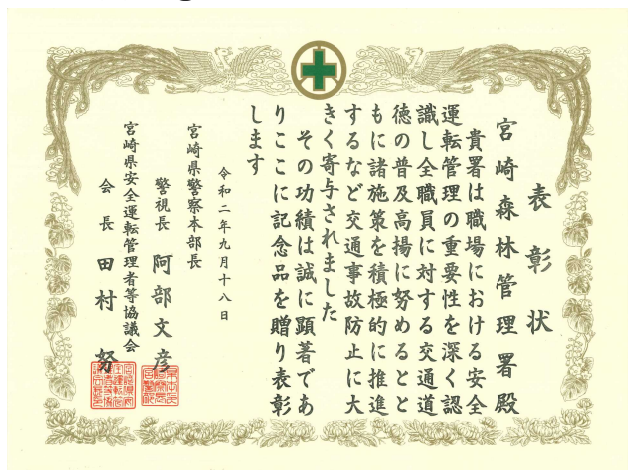 表彰状
宮崎森林管理署殿
貴署は職場における安全
運転管理の重要性を深く認
識し全職員に対する交通道
徳の普及高揚に努めるとと
もに諸施策を積極的に推進
するなど交通事故防止に大
きく寄与されました
その功績は誠に顕著であ
りここに記念品を贈り表彰
します
令和二年九月十八日
宮崎県警察本部長
警視長 阿部文彦
宮崎県安全運転管理者等協議会
会長 田村努